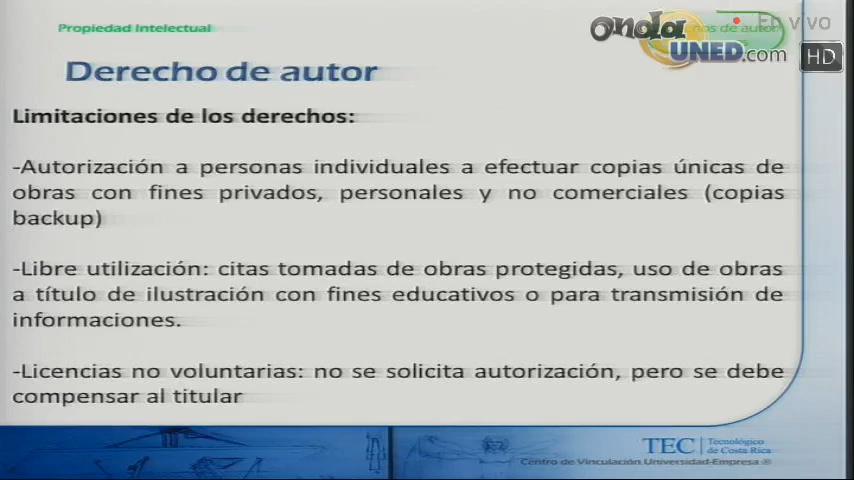 Propiedad Intelectual
En vivo
onda
UNED.com
HD
Derecho de autor
Limitaciones de los derechos:
-Autorización a personas individuales a efectuar copias únicas de
obras con fines privados, personales y no comerciales (copias
backup)
-Libre utilización: citas tomadas de obras protegidas, uso de obras
a título de ilustración con fines educativos o para transmisión de
informaciones.
-Licencias no voluntarias: no se solicita autorización, pero se debe
compensar al titular
TEC
Tecnológico
de Costa Rica
Centro de Vinculación Universidad-Empresa ®